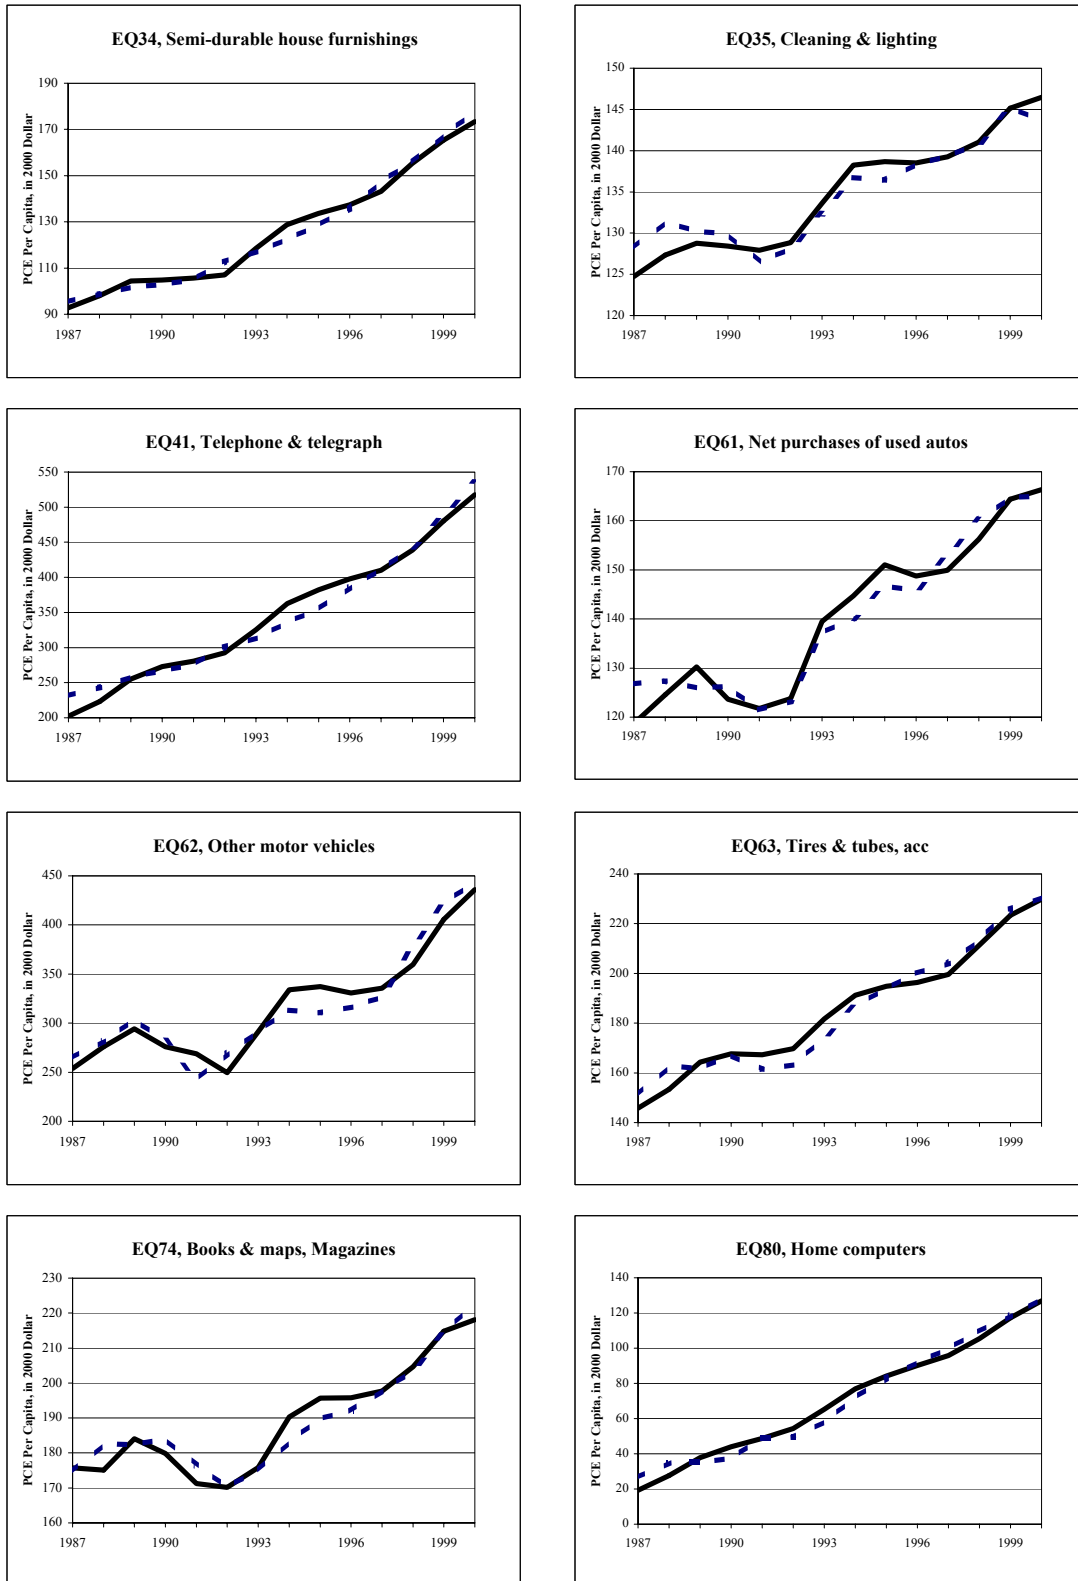 EQ34, Semi-durable house furnishings
PCE Per Capita, in 2000 Dollar
190
170
150
130
110
90
1987 1990 1993 1996 1999
EQ35, Cleaning & lighting
PCE Per Capita, in 2000 Dollar
150
145
140
135
130
125
120
1987 1990 1993 1996 1999
EQ41, Telephone & telegraph
PCE Per Capita, in 2000 Dollar
550
500
450
400
350
300
250
200
1987 1990 1993 1996 1999
EQ61, Net purchases of used autos
PCE Per Capita, in 2000 Dollar
170
160
150
140
130
120
1987 1990 1993 1996 1999
EQ62, Other motor vehicles
PCE Per Capita, in 2000 Dollar
450
400
350
300
250
200
1987 1990 1993 1996 1999
EQ63, Tires & tubes, acc
PCE Per Capita, in 2000 Dollar
240
220
200
180
160
140
1987 1990 1993 1996 1999
EQ74, Books & maps, Magazines
PCE Per Capita, in 2000 Dollar
230
220
210
200
190
180
170
160
1987 1990 1993 1996 1999
EQ80, Home computers
PCE Per Capita, in 2000 Dollar
140
120
100
80
60
40
20
0
1987 1990 1993 1996 1999